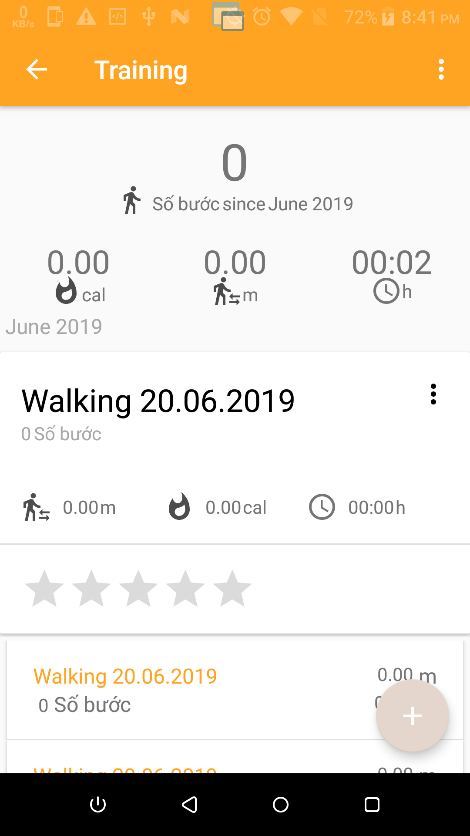 0 KB/s 72% 8:41 PM
Training
0
Số bước since June 2019
0.00 0.00 00:02
cal m h
June 2019
Walking 20.06.2019
0 Số bước
0.00m 0.00cal 00:00h
Walking 20.06.2019 0.00 m
0 Số bước